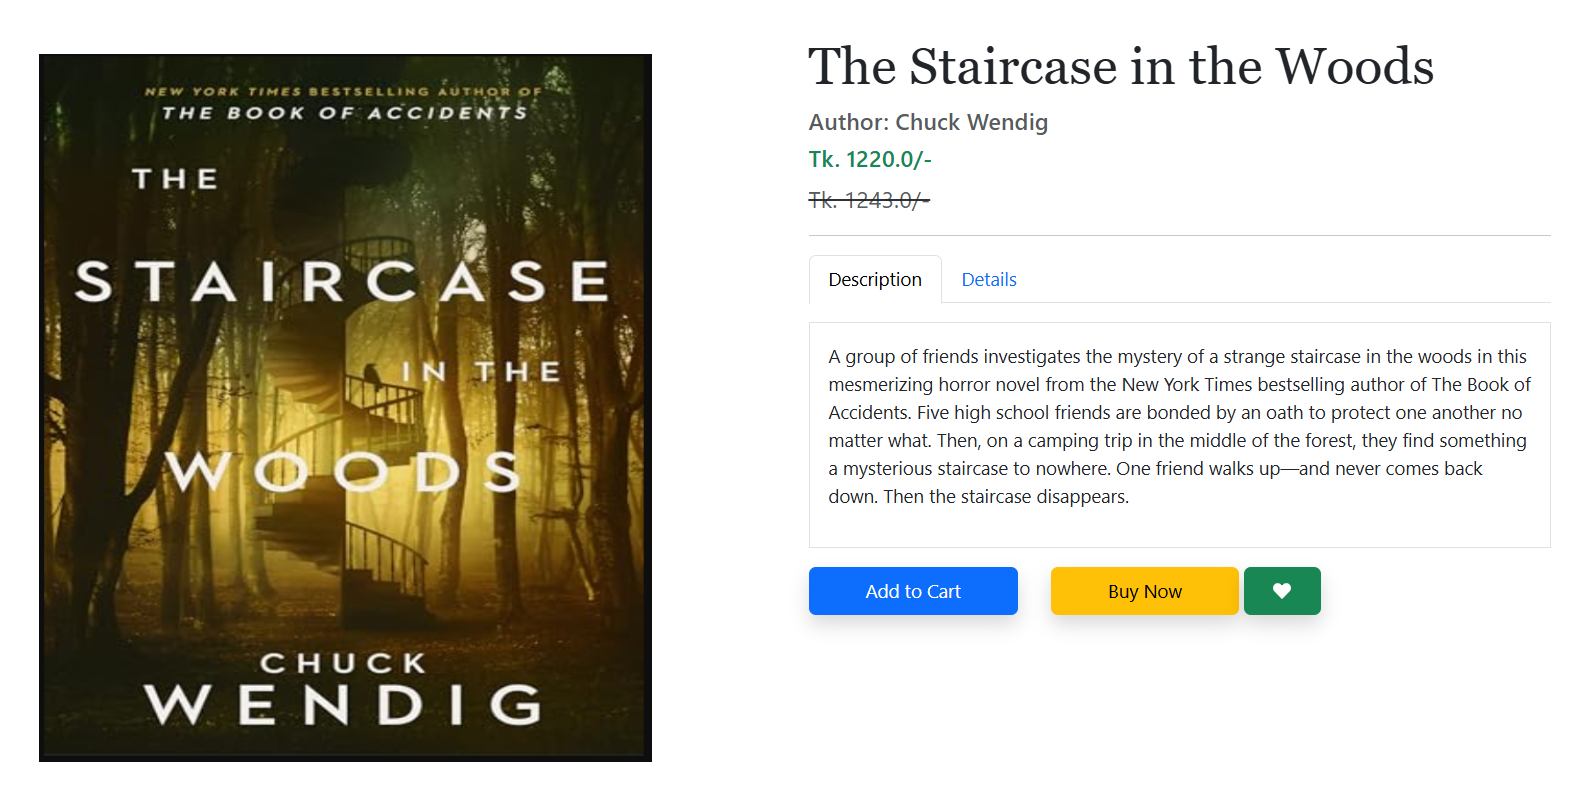 NEW YORK TIMES BESTSELLING AUTHOR OF
THE BOOK OF ACCIDENTS
THE
STAIRCASE
IN THE
WOODS
CHUCK
WENDIG
The Staircase in the Woods
Author: Chuck Wendig
Tk. 1220.0/-
Tk. 1243.0/-
Description
Details
A group of friends investigates the mystery of a strange staircase in the woods in this
mesmerizing horror novel from the New York Times bestselling author of The Book of
Accidents. Five high school friends are bonded by an oath to protect one another no
matter what. Then, on a camping trip in the middle of the forest, they find something
a mysterious staircase to nowhere. One friend walks up—and never comes back
down. Then the staircase disappears.
Add to Cart
Buy Now